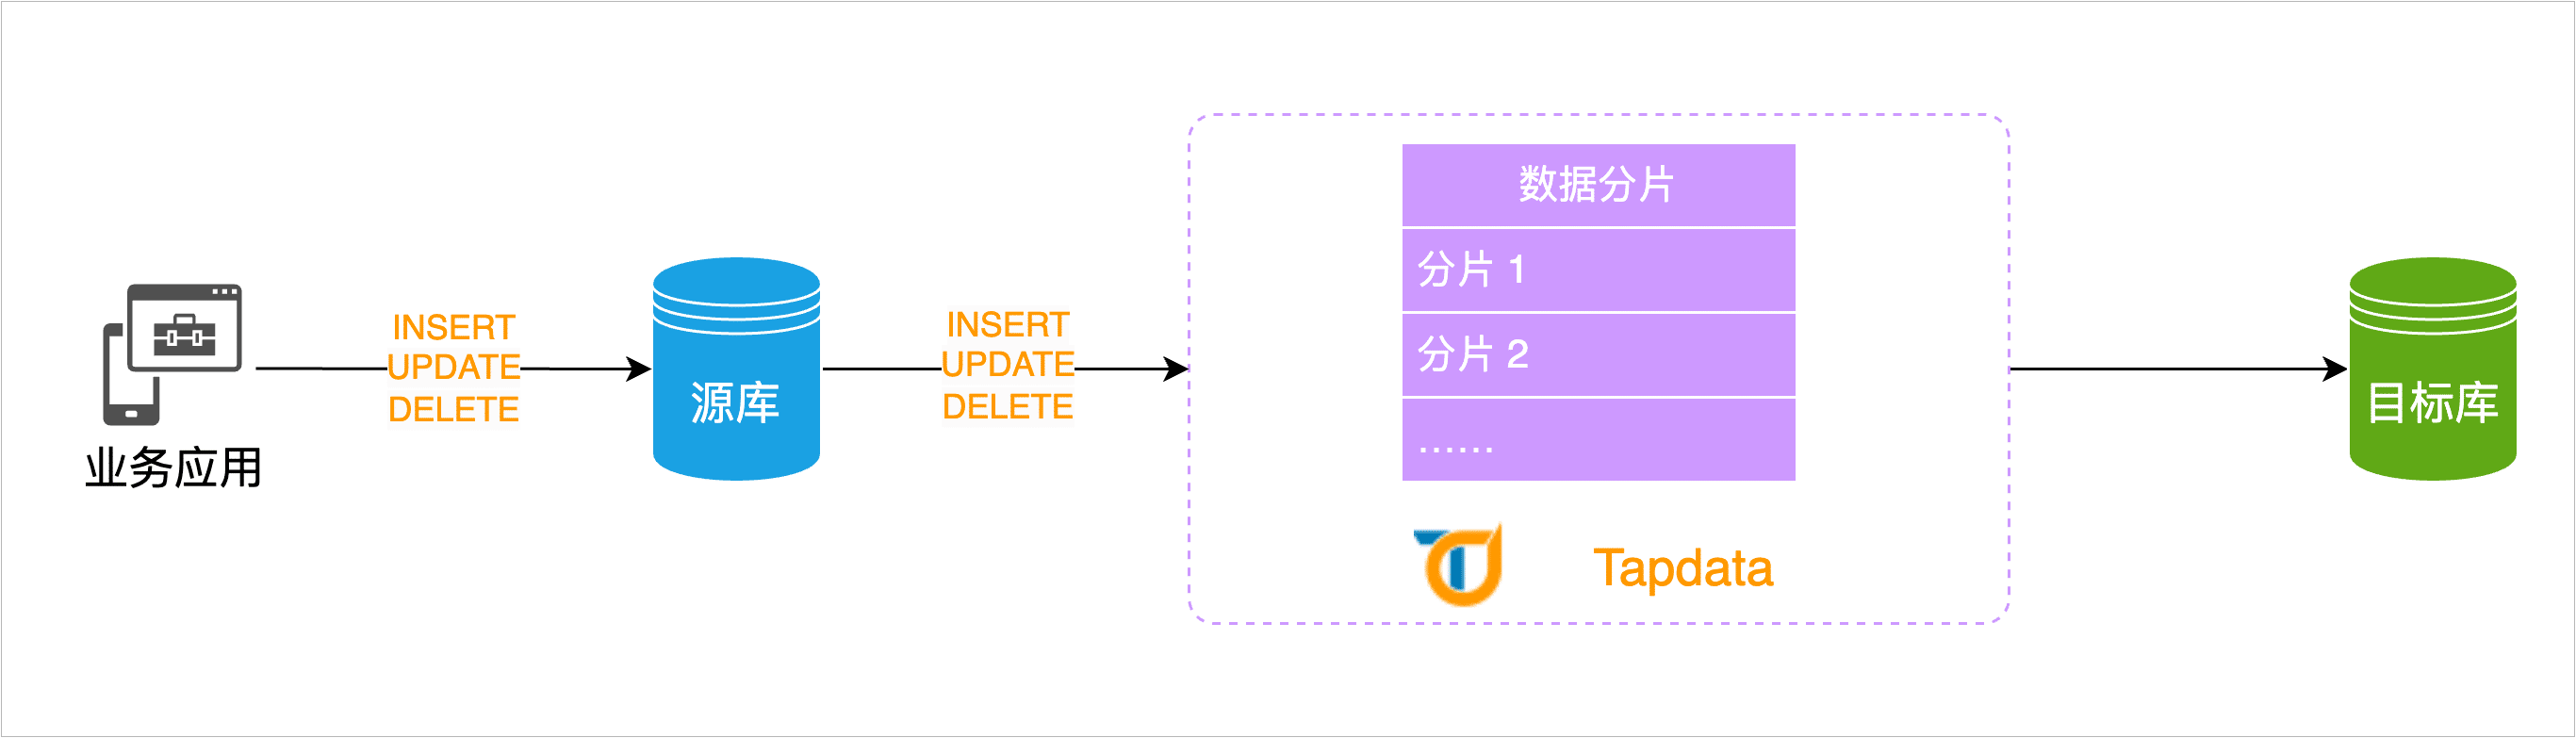 业务应用
INSERT
UPDATE
DELETE
源库
INSERT
UPDATE
DELETE
数据分片
分片 1
分片 2
……
Tapdata
目标库